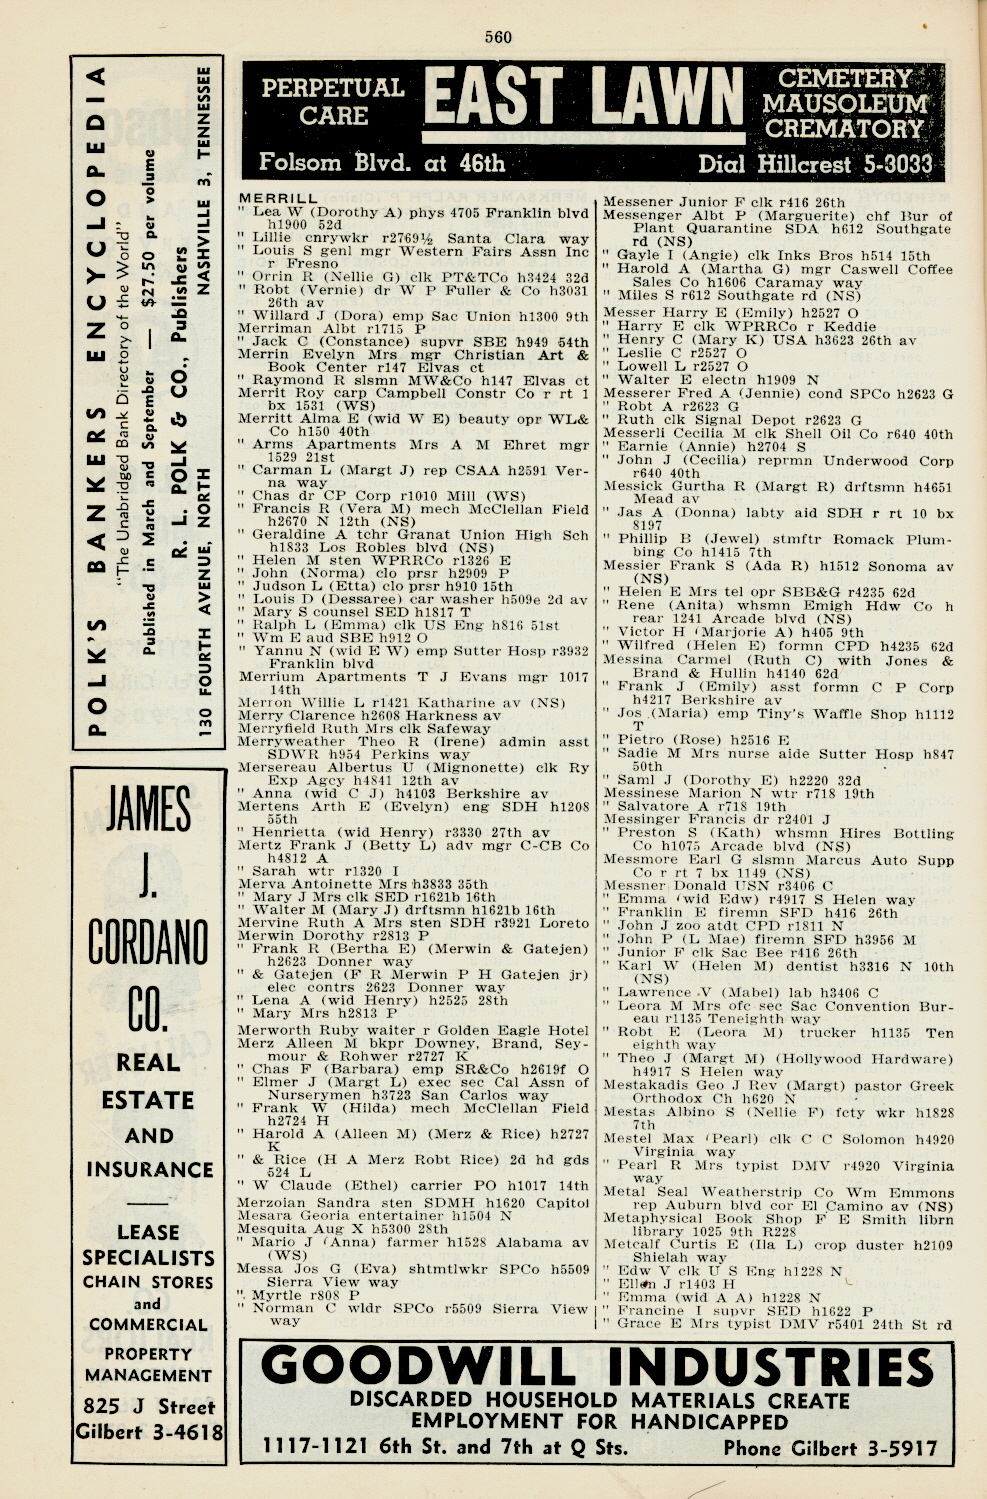 560
POLK'S BANKERS ENCYCLOPEDIA
"The Unabridged Bank Directory of the World"
Published in March and September — $27.50 per volume
R. L. POLK & CO., Publishers
130 FOURTH AVENUE, NORTH NASHVILLE 3, TENNESSEE
JAMES
J.
CORDANO
CO.
REAL
ESTATE
AND
INSURANCE
LEASE
SPECIALISTS
CHAIN STORES
and
COMMERCIAL
PROPERTY
MANAGEMENT
825 J Street
Gilbert 3-4618
PERPETUAL
CARE
EAST LAWN
CEMETERY
MAUSOLEUM
CREMATORY
Folsom Blvd. at 46th
Dial Hillcrest 5-3033
MERRILL
" Lea W (Dorothy A) phys 4705 Franklin blvd
h1900 52d
" Lillie cnrywkr r2769½ Santa Clara way
" Louis S genl mgr Western Fairs Assn Inc
r Fresno
" Orrin R (Nellie G) clk PT&TCo h3424 32d
" Robt (Vernie) dr W P Fuller & Co h3031
26th av
" Willard J (Dora) emp Sac Union h1300 9th
Merriman Albt r1715 P
" Jack C (Constance) supvr SBE h949 54th
Merrin Evelyn Mrs mgr Christian Art &
Book Center r147 Elvas ct
" Raymond R slsmn MW&Co h147 Elvas ct
Merrit Roy carp Campbell Constr Co r rt 1
bx 1531 (WS)
Merritt Alma E (wid W E) beauty opr WL&
Co h150 40th
" Arms Apartments Mrs A M Ehret mgr
1529 21st
" Carman L (Margt J) rep CSAA h2591 Ver-
na way
" Chas dr CP Corp r1010 Mill (WS)
" Francis R (Vera M) mech McClellan Field
h2670 N 12th (NS)
" Geraldine A tchr Granat Union High Sch
h1833 Los Robles blvd (NS)
" Helen M sten WPRRCo r1326 E
" John (Norma) clo prsr h2909 P
" Judson L (Etta) clo prsr h910 15th
" Louis D (Dessaree) car washer h509e 2d av
" Mary S counsel SED h1817 T
" Ralph L (Emma) clk US Eng h816 51st
" Wm E aud SBE h912 O
" Yannu N (wid E W) emp Sutter Hosp r3932
Franklin blvd
Merrium Apartments T J Evans mgr 1017
14th
Merron Willie L r1421 Katharine av (NS)
Merry Clarence h2608 Harkness av
Merryfield Ruth Mrs clk Safeway
Merryweather Theo R (Irene) admin asst
SDWR h954 Perkins way
Mersereau Albertus U (Mignonette) clk Ry
Exp Agcy h4841 12th av
" Anna (wid C J) h4103 Berkshire av
Mertens Arth E (Evelyn) eng SDH h1208
55th
" Henrietta (wid Henry) r3330 27th av
Mertz Frank J (Betty L) adv mgr C-CB Co
h4812 A
" Sarah wtr r1320 I
Merva Antoinette Mrs h3833 35th
" Mary J Mrs clk SED r1621b 16th
" Walter M (Mary J) drftsmn h1621b 16th
Mervine Ruth A Mrs sten SDH r3921 Loreto
Merwin Dorothy r2813 P
" Frank R (Bertha E) (Merwin & Gatejen)
h2623 Donner way
" & Gatejen (F R Merwin P H Gatejen jr)
elec contrs 2623 Donner way
" Lena A (wid Henry) h2525 28th
" Mary Mrs h2813 P
Merworth Ruby waiter r Golden Eagle Hotel
Merz Alleen M bkpr Downey, Brand, Sey-
mour & Rohwer r2727 K
" Chas F (Barbara) emp SR&Co h2619f O
" Elmer J (Margt L) exec sec Cal Assn of
Nurserymen h3723 San Carlos way
" Frank W (Hilda) mech McClellan Field
h2724 H
" Harold A (Alleen M) (Merz & Rice) h2727
K
" & Rice (H A Merz Robt Rice) 2d hd gds
524 L
" W Claude (Ethel) carrier PO h1017 14th
Merzoian Sandra sten SDMH h1620 Capitol
Mesara Georia entertainer h1504 N
Mesquita Aug X h5300 28th
" Mario J (Anna) farmer h1528 Alabama av
(WS)
Messa Jos G (Eva) shtmtlwkr SPCo h5509
Sierra View way
" Myrtle r808 P
" Norman C wldr SPCo r5509 Sierra View
way
Messener Junior F clk r416 26th
Messenger Albt P (Marguerite) chf Bur of
Plant Quarantine SDA h612 Southgate
rd (NS)
" Gayle I (Angie) clk Inks Bros h514 15th
" Harold A (Martha G) mgr Caswell Coffee
Sales Co h1606 Caramay way
" Miles S r612 Southgate rd (NS)
Messer Harry E (Emily) h2527 O
" Harry E clk WPRRCo r Keddie
" Henry C (Mary K) USA h3623 26th av
" Leslie C r2527 O
" Lowell L r2527 O
" Walter E electn h1909 N
Messerer Fred A (Jennie) cond SPCo h2623 G
" Robt A r2623 G
" Ruth clk Signal Depot r2623 G
Messerli Cecilia M clk Shell Oil Co r640 40th
" Earnie (Annie) h2704 S
" John J (Cecilia) reprmn Underwood Corp
r640 40th
Messick Gurtha R (Margt R) drftsmn h4651
Mead av
" Jas A (Donna) labty aid SDH r rt 10 bx
8197
" Phillip B (Jewel) stmftr Romack Plum-
bing Co h1415 7th
Messier Frank S (Ada R) h1512 Sonoma av
(NS)
" Helen E Mrs tel opr SBB&G r4235 62d
" Rene (Anita) whsmn Emigh Hdw Co h
rear 1241 Arcade blvd (NS)
" Victor H (Marjorie A) h405 9th
" Wilfred (Helen E) formn CPD h4235 62d
Messina Carmel (Ruth C) with Jones &
Brand & Hullin h4140 62d
" Frank J (Emily) asst formn C P Corp
h4217 Berkshire av
" Jos (Maria) emp Tiny's Waffle Shop h1112
T
" Pietro (Rose) h2516 E
" Sadie M Mrs nurse aide Sutter Hosp h847
50th
" Saml J (Dorothy E) h2220 32d
Messinese Marion N wtr r718 19th
" Salvatore A r718 19th
Messinger Francis dr r2401 J
" Preston S (Kath) whsmn Hires Bottling
Co h1075 Arcade blvd (NS)
Messmore Earl G slsmn Marcus Auto Supp
Co r rt 7 bx 1149 (NS)
Messner Donald USN r3406 C
" Emma (wid Edw) r4917 S Helen way
" Franklin E firemn SFD h416 26th
" John J zoo atdt CPD r1811 N
" John P (L Mae) firemn SFD h3956 M
" Junior F clk Sac Bee r416 26th
" Karl W (Helen M) dentist h3316 N 10th
(NS)
" Lawrence V (Mabel) lab h3406 C
" Leora M Mrs ofc sec Sac Convention Bur-
eau r1135 Teneighth way
" Robt E (Leora M) trucker h1135 Ten
eighth way
" Theo J (Margt M) (Hollywood Hardware)
h4917 S Helen way
Mestakadis Geo J Rev (Margt) pastor Greek
Orthodox Ch h620 N
Mestas Albino S (Nellie F) fcty wkr h1828
7th
Mestel Max (Pearl) clk C C Solomon h4920
Virginia way
" Pearl R Mrs typist DMV r4920 Virginia
way
Metal Seal Weatherstrip Co Wm Emmons
rep Auburn blvd cor El Camino av (NS)
Metaphysical Book Shop F E Smith librn
library 1025 9th R228
Metcalf Curtis E (Ila L) crop duster h2109
Shielah way
" Edw V clk U S Eng h1228 N
" Ellen J r1403 H
" Emma (wid A A) h1228 N
" Francine I supvr SED h1622 P
" Grace E Mrs typist DMV r5401 24th St rd
GOODWILL INDUSTRIES
DISCARDED HOUSEHOLD MATERIALS CREATE
EMPLOYMENT FOR HANDICAPPED
1117-1121 6th St. and 7th at Q Sts.
Phone Gilbert 3-5917